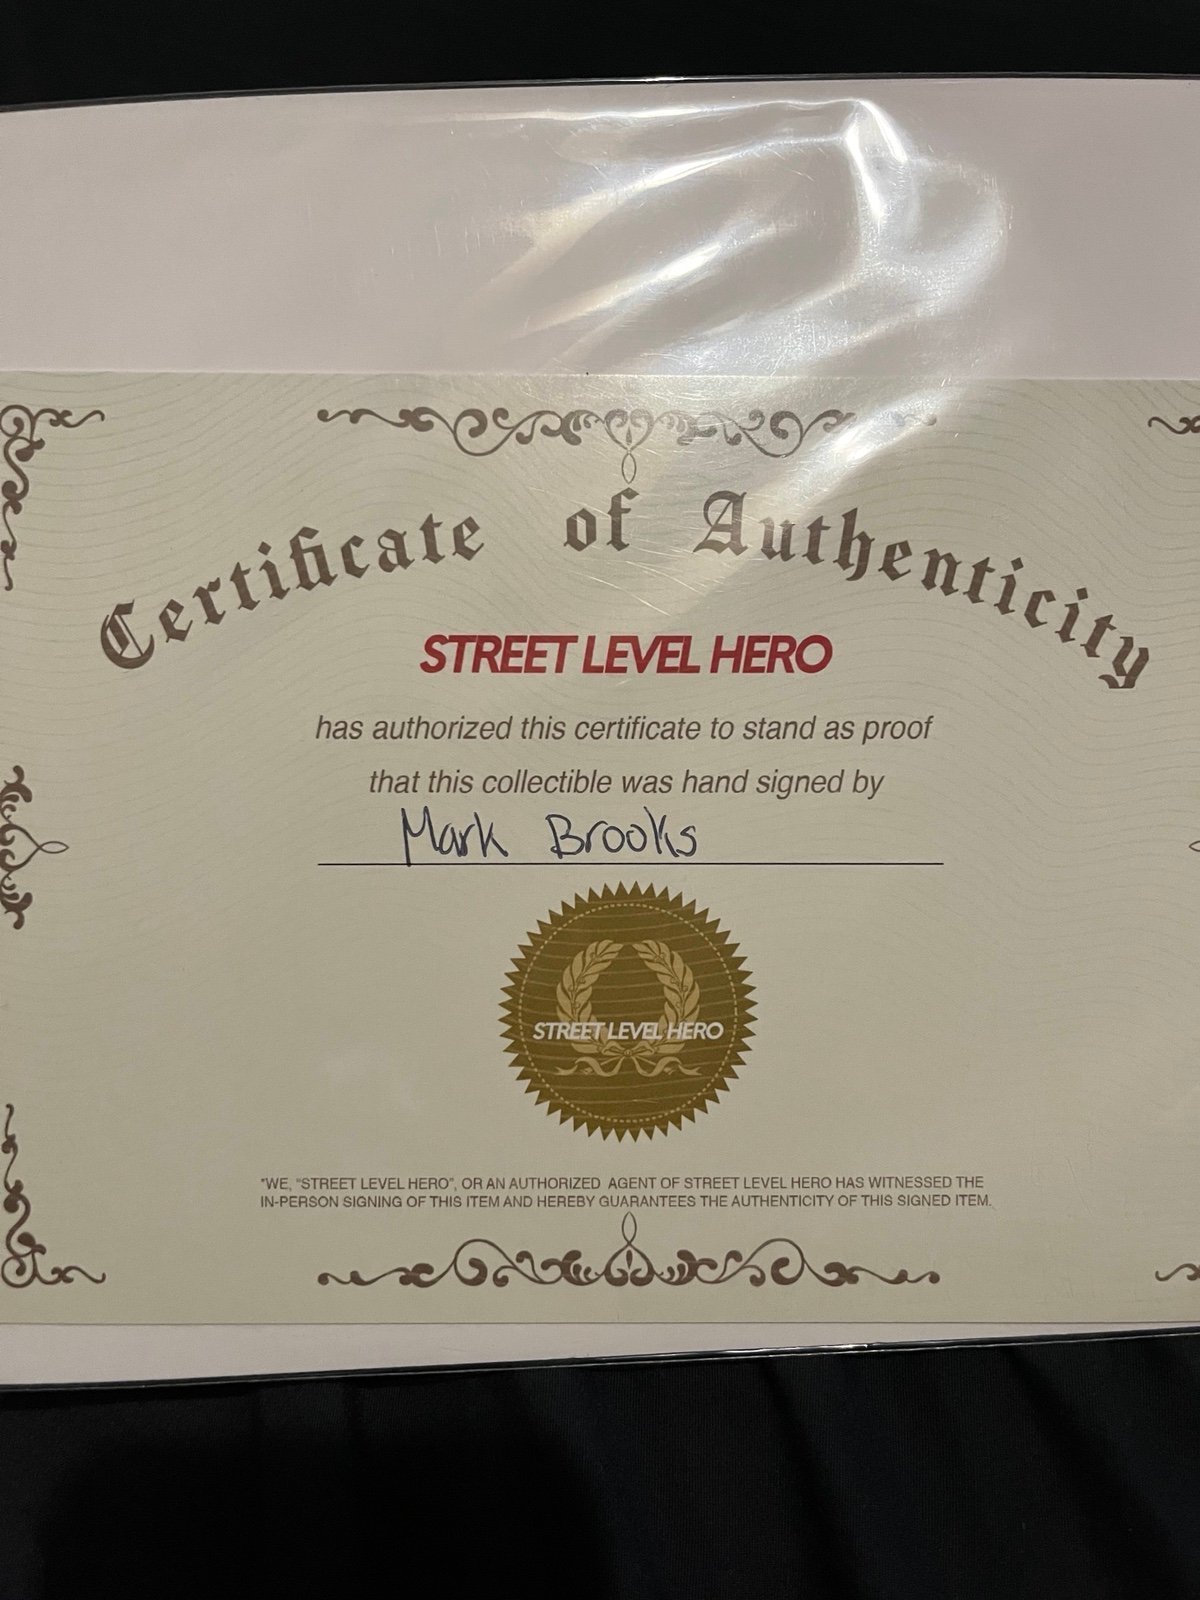 Certificate of Authenticity
STREET LEVEL HERO
has authorized this certificate to stand as proof
that this collectible was hand signed by
Mark Brooks
STREET LEVEL HERO
"WE, "STREET LEVEL HERO", OR AN AUTHORIZED AGENT OF STREET LEVEL HERO HAS WITNESSED THE
IN-PERSON SIGNING OF THIS ITEM AND HEREBY GUARANTEES THE AUTHENTICITY OF THIS SIGNED ITEM.